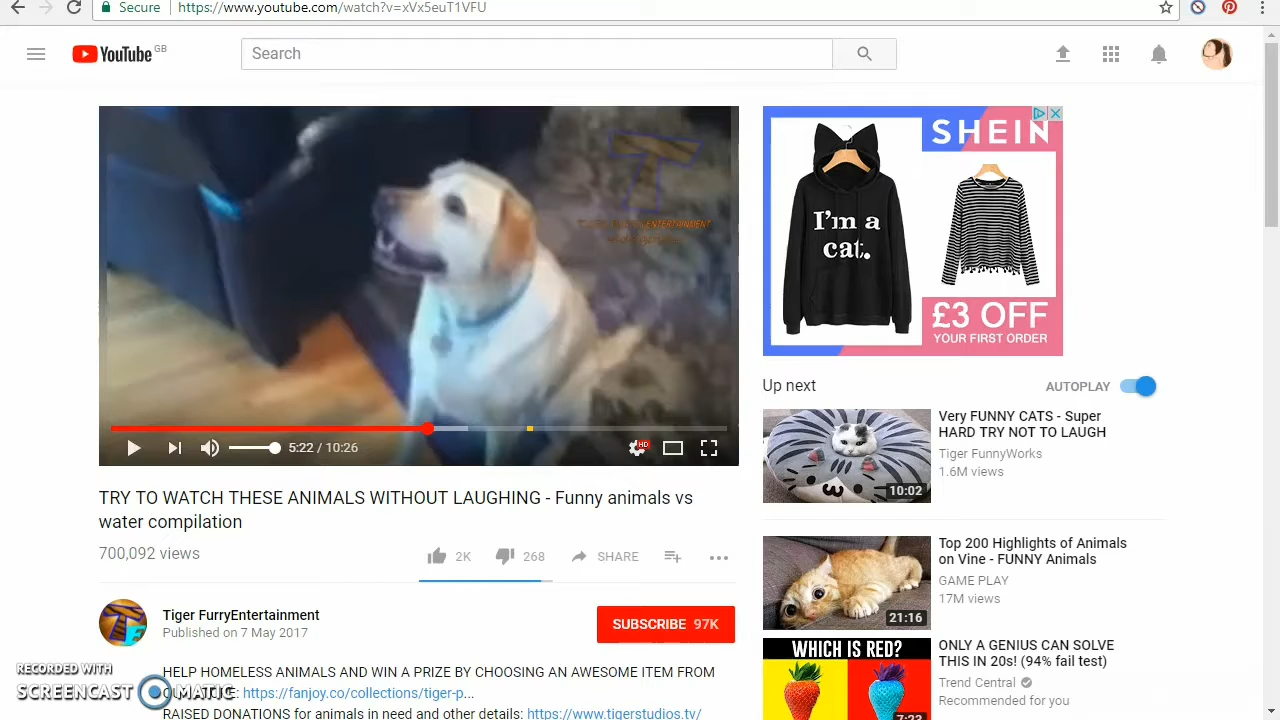 Secure
https://www.youtube.com/watch?v=xVx5euT1VFU
YouTube GB
Search
T
ENTERTAINMENT
SHEIN
I'm a
cat.
£3 OFF
YOUR FIRST ORDER
5:22 / 10:26
HD
TRY TO WATCH THESE ANIMALS WITHOUT LAUGHING - Funny animals vs
water compilation
700,092 views
2K
268
SHARE
Tiger FurryEntertainment
Published on 7 May 2017
SUBSCRIBE 97K
HELP HOMELESS ANIMALS AND WIN A PRIZE BY CHOOSING AN AWESOME ITEM FROM
https://fanjoy.co/collections/tiger-p...
RAISED DONATIONS for animals in need and other details: https://www.tigerstudios.tv/
Up next
AUTOPLAY
Very FUNNY CATS - Super
HARD TRY NOT TO LAUGH
Tiger FunnyWorks
1.6M views
10:02
Top 200 Highlights of Animals
on Vine - FUNNY Animals
GAME PLAY
17M views
21:16
WHICH IS RED?
7:23
ONLY A GENIUS CAN SOLVE
THIS IN 20s! (94% fail test)
Trend Central
Recommended for you
RECORDED WITH
SCREENCAST MATIC